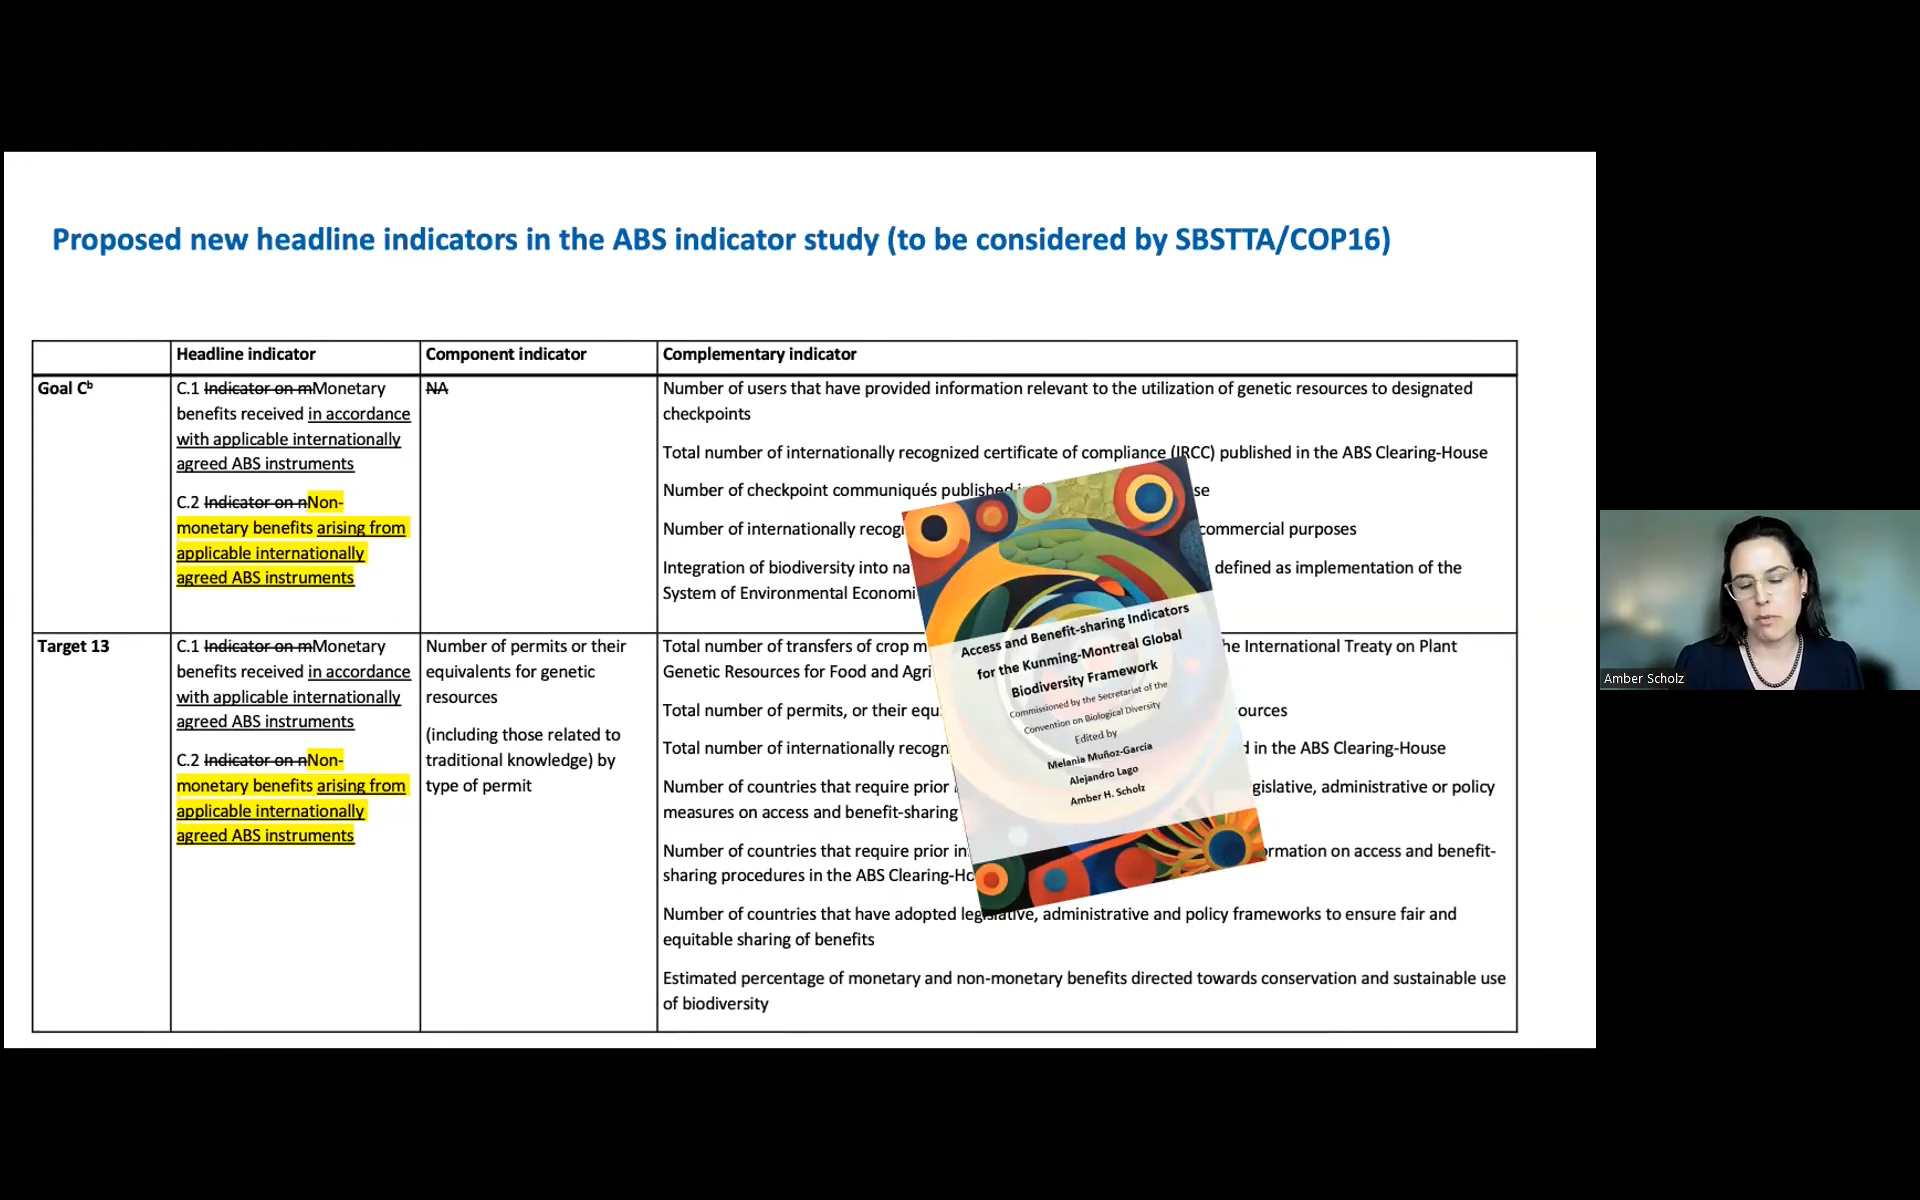 Proposed new headline indicators in the ABS indicator study (to be considered by SBSTTA/COP16)
Headline indicator
Component indicator
Complementary indicator
Goal Cᵇ
C.1 Indicator on mMonetary
benefits received in accordance
with applicable internationally
agreed ABS instruments
C.2 Indicator on nNon-
monetary benefits arising from
applicable internationally
agreed ABS instruments
NA
Number of users that have provided information relevant to the utilization of genetic resources to designated
checkpoints
Total number of internationally recognized certificate of compliance (IRCC) published in the ABS Clearing-House
Number of checkpoint communiqués published
se
Number of internationally recog
commercial purposes
Integration of biodiversity into na
defined as implementation of the
System of Environmental Economi
Target 13
C.1 Indicator on mMonetary
benefits received in accordance
with applicable internationally
agreed ABS instruments
C.2 Indicator on nNon-
monetary benefits arising from
applicable internationally
agreed ABS instruments
Number of permits or their
equivalents for genetic
resources
(including those related to
traditional knowledge) by
type of permit
Total number of transfers of crop m
he International Treaty on Plant
Genetic Resources for Food and Agri
Total number of permits, or their equ
ources
Total number of internationally recogn
d in the ABS Clearing-House
Number of countries that require prior
gislative, administrative or policy
measures on access and benefit-sharing
Number of countries that require prior in
rmation on access and benefit-
sharing procedures in the ABS Clearing-Ho
Number of countries that have adopted legislative, administrative and policy frameworks to ensure fair and
equitable sharing of benefits
Estimated percentage of monetary and non-monetary benefits directed towards conservation and sustainable use
of biodiversity
Access and Benefit-sharing Indicators
for the Kunming-Montreal Global
Biodiversity Framework
Commissioned by the Secretariat of the
Convention on Biological Diversity
Edited by
Melania Muñoz-García
Alejandro Lago
Amber H. Scholz
Amber Scholz